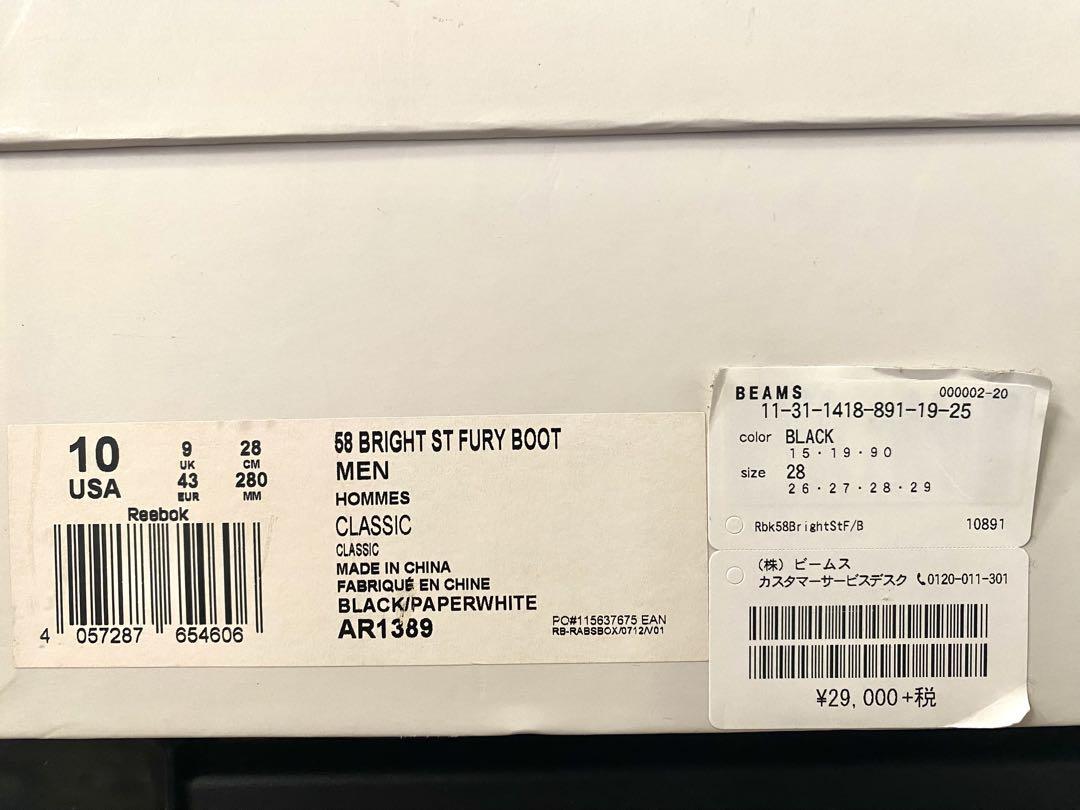 10
USA
9
UK
43
EUR
28
CM
280
MM
Reebok
4 057287 654606
58 BRIGHT ST FURY BOOT
MEN
HOMMES
CLASSIC
CLASSIC
MADE IN CHINA
FABRIQUÉ EN CHINE
BLACK/PAPERWHITE
AR1389
PO#115637675 EAN
RB-RABSBOX/0712/V01
BEAMS 000002-20
11-31-1418-891-19-25
color BLACK
15・19・90
size 28
26・27・28・29
Rbk58BrightStF/B 10891
(株) ビームス
カスタマーサービスデスク 0120-011-301
¥29,000+税